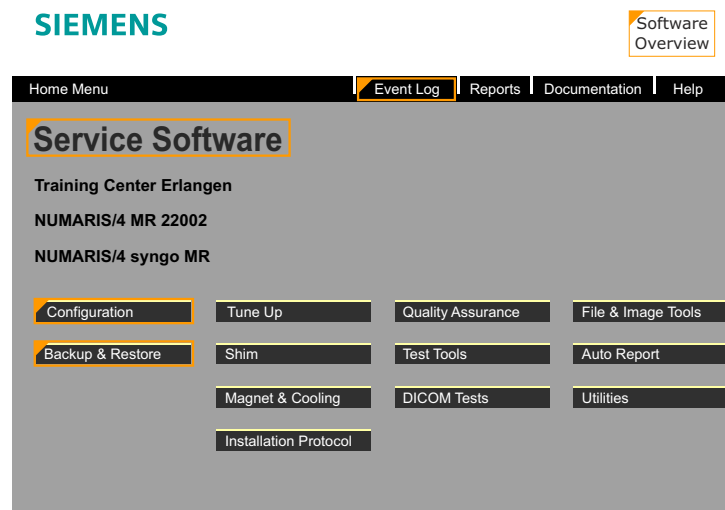 SIEMENS
Software
Overview
Home Menu
Event Log
Reports
Documentation
Help
Service Software
Training Center Erlangen
NUMARIS/4 MR 22002
NUMARIS/4 syngo MR
Configuration
Tune Up
Quality Assurance
File & Image Tools
Backup & Restore
Shim
Test Tools
Auto Report
Magnet & Cooling
DICOM Tests
Utilities
Installation Protocol